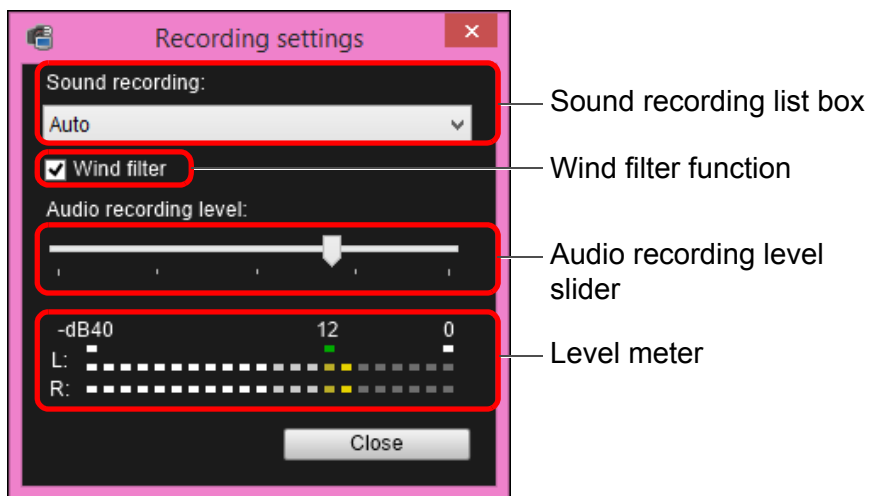 Recording settings
Sound recording:
Auto
Sound recording list box
Wind filter
Wind filter function
Audio recording level:
Audio recording level
slider
-dB40 12 0
L:
R:
Level meter
Close